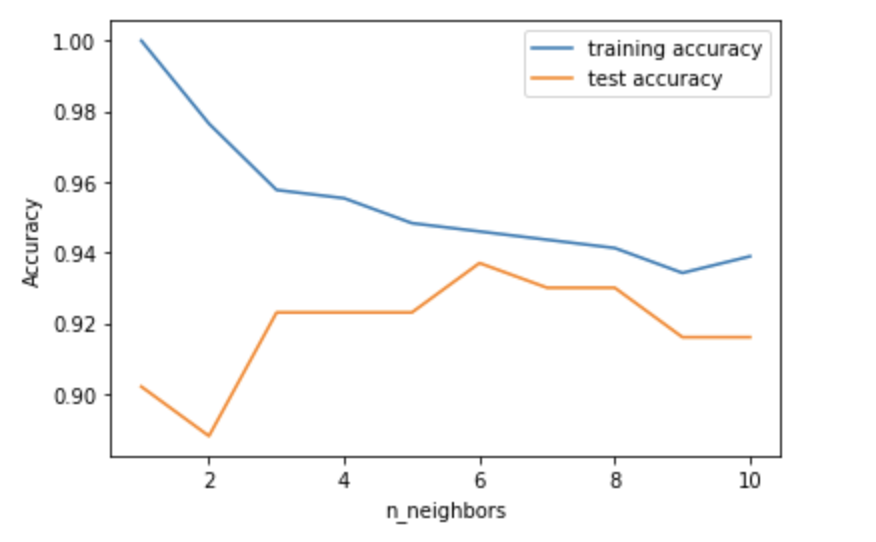 training accuracy
test accuracy
1.00
0.98
0.96
0.94
0.92
0.90
Accuracy
2 4 6 8 10
n_neighbors